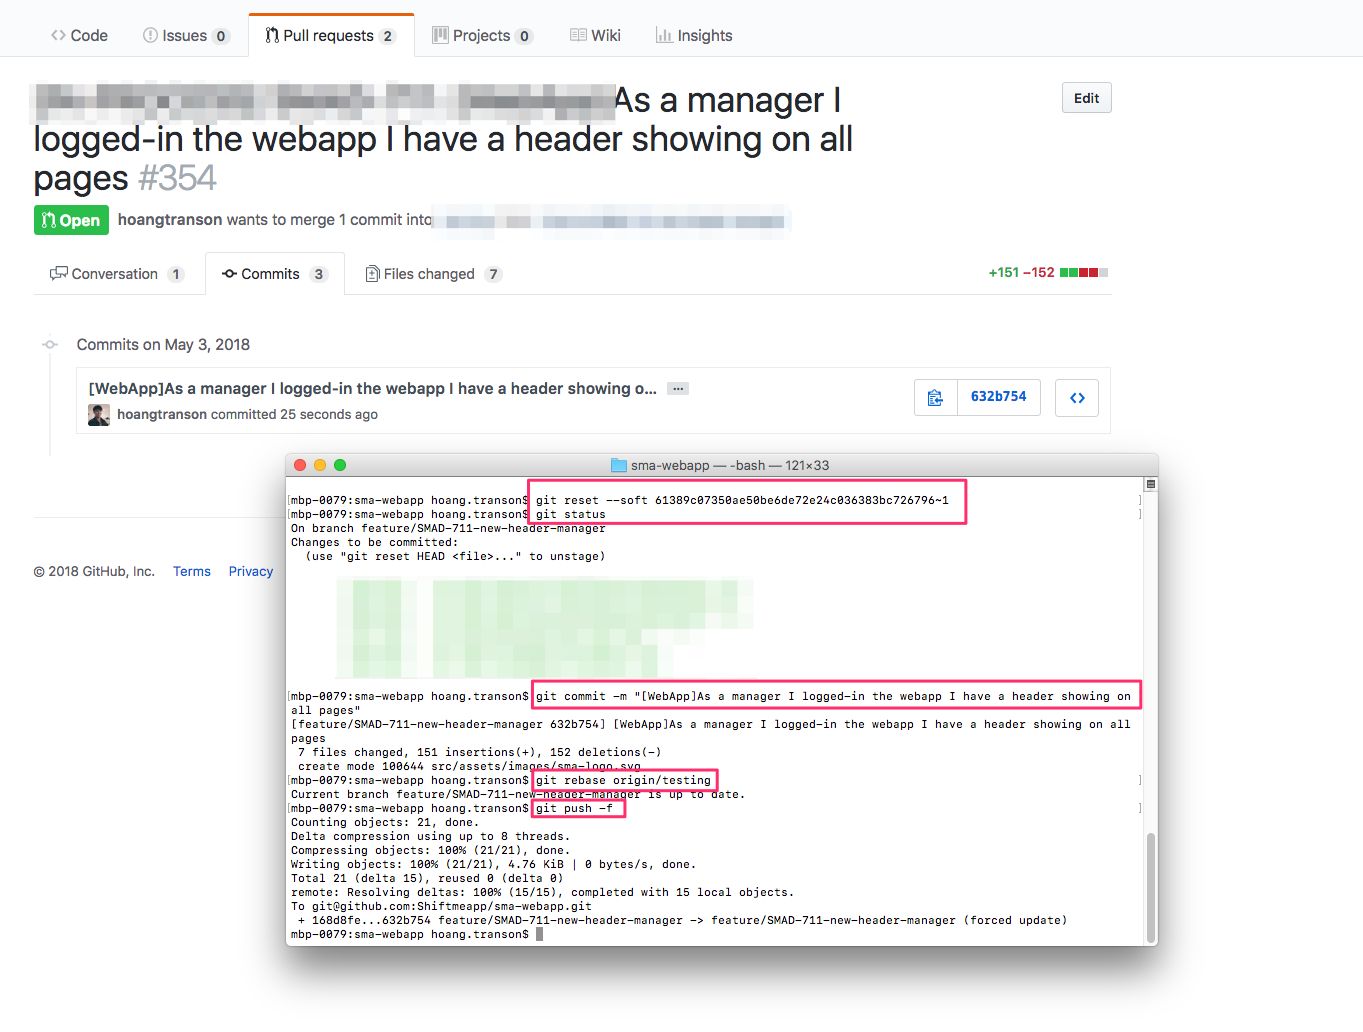 Code Issues 0 Pull requests 2 Projects 0 Wiki Insights
As a manager I
logged-in the webapp I have a header showing on all
pages #354
Edit
Open hoangtranson wants to merge 1 commit into
Conversation 1 Commits 3 Files changed 7 +151 −152
Commits on May 3, 2018
[WebApp]As a manager I logged-in the webapp I have a header showing o... …
632b754
hoangtranson committed 25 seconds ago
© 2018 GitHub, Inc. Terms Privacy
sma-webapp — -bash — 121×33
[mbp-0079:sma-webapp hoang.transon$ git reset --soft 61389c07350ae50be6de72e24c036383bc726796~1 ]
[mbp-0079:sma-webapp hoang.transon$ git status ]
On branch feature/SMAD-711-new-header-manager
Changes to be committed:
(use "git reset HEAD <file>..." to unstage)
[mbp-0079:sma-webapp hoang.transon$ git commit -m "[WebApp]As a manager I logged-in the webapp I have a header showing on
all pages"
[feature/SMAD-711-new-header-manager 632b754] [WebApp]As a manager I logged-in the webapp I have a header showing on all
pages
7 files changed, 151 insertions(+), 152 deletions(-)
create mode 100644 src/assets/images/sma-logo.svg
[mbp-0079:sma-webapp hoang.transon$ git rebase origin/testing ]
Current branch feature/SMAD-711-new-header-manager is up to date.
[mbp-0079:sma-webapp hoang.transon$ git push -f ]
Counting objects: 21, done.
Delta compression using up to 8 threads.
Compressing objects: 100% (21/21), done.
Writing objects: 100% (21/21), 4.76 KiB | 0 bytes/s, done.
Total 21 (delta 15), reused 0 (delta 0)
remote: Resolving deltas: 100% (15/15), completed with 15 local objects.
To git@github.com:Shiftmeapp/sma-webapp.git
+ 168d8fe...632b754 feature/SMAD-711-new-header-manager -> feature/SMAD-711-new-header-manager (forced update)
mbp-0079:sma-webapp hoang.transon$